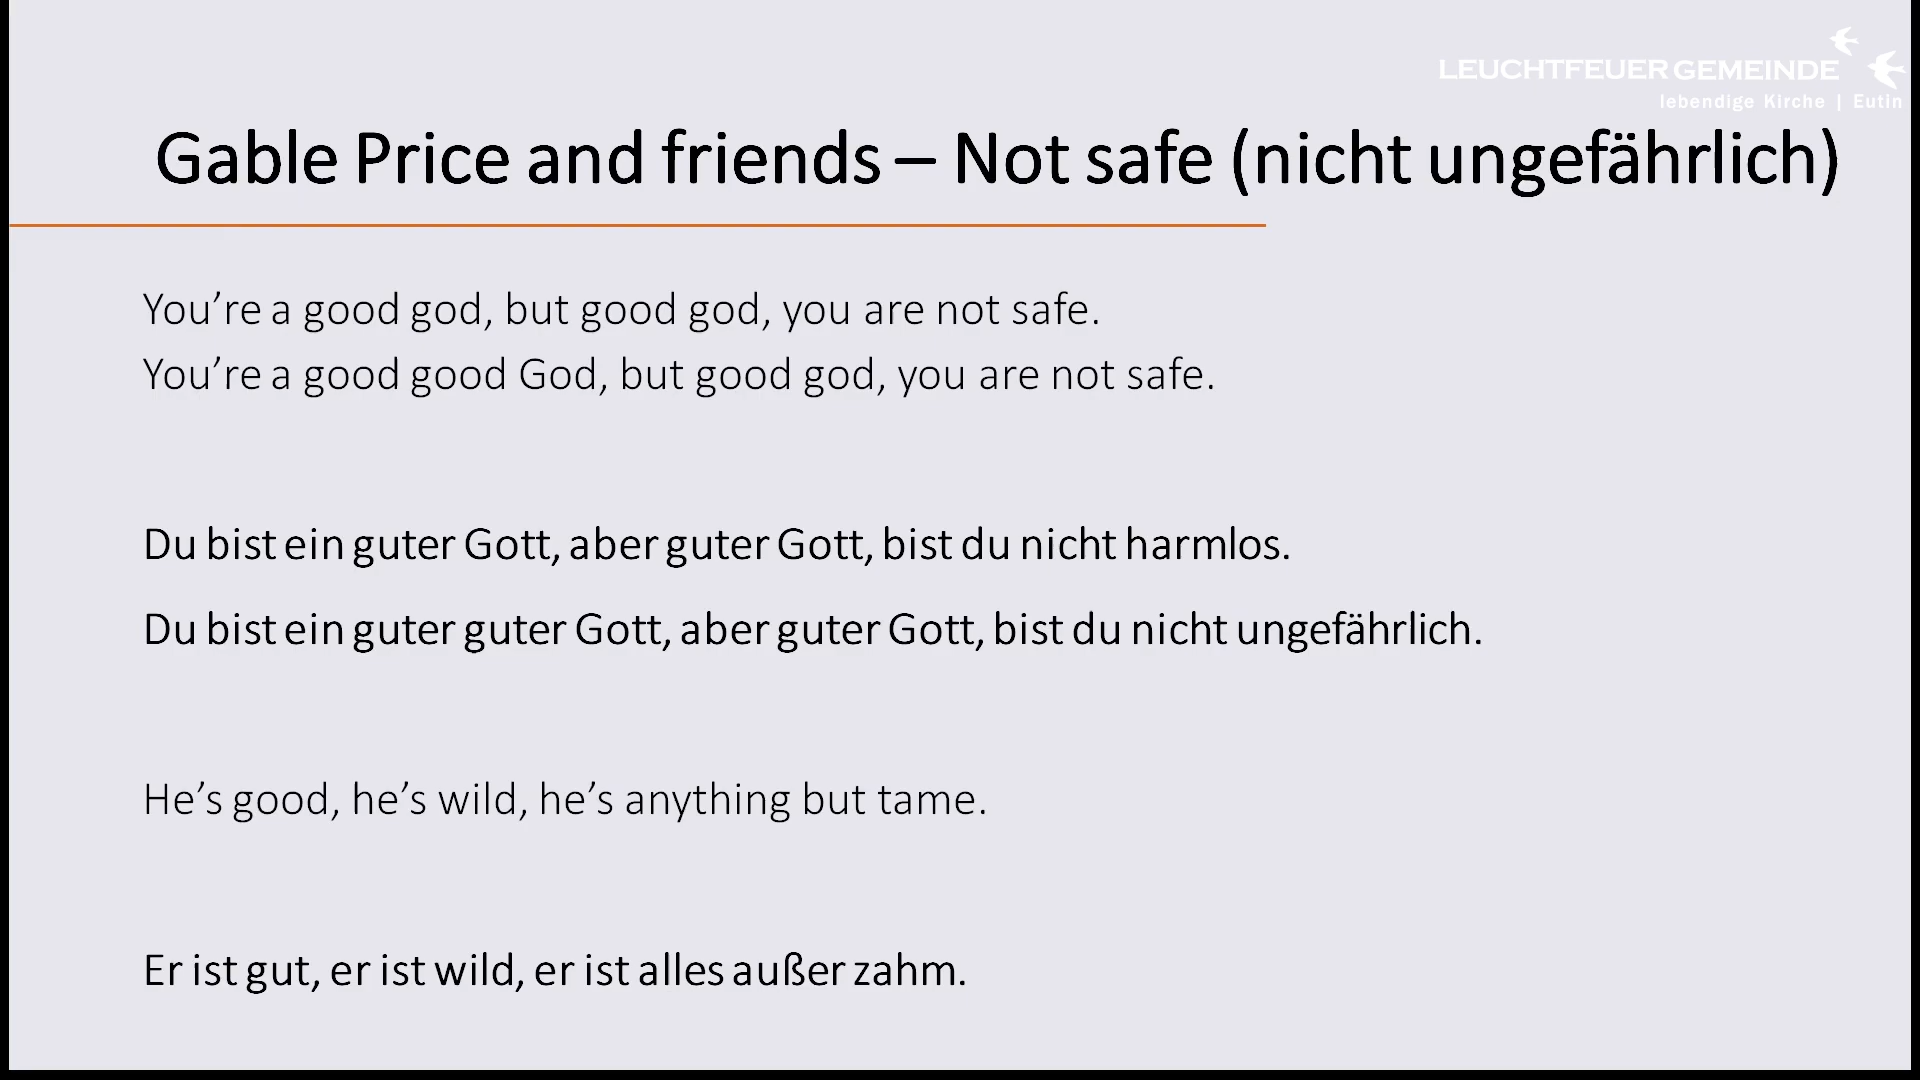 LEUCHTFEUER GEMEINDE
lebendige Kirche | Eutin
Gable Price and friends – Not safe (nicht ungefährlich)
You’re a good god, but good god, you are not safe.
You’re a good good God, but good god, you are not safe.
Du bist ein guter Gott, aber guter Gott, bist du nicht harmlos.
Du bist ein guter guter Gott, aber guter Gott, bist du nicht ungefährlich.
He’s good, he’s wild, he’s anything but tame.
Er ist gut, er ist wild, er ist alles außer zahm.